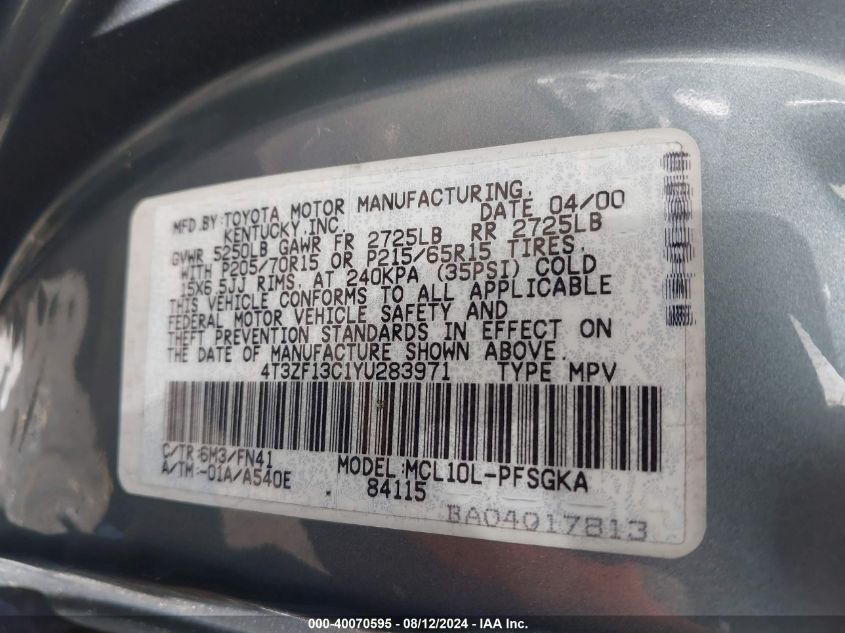 MFD.BY:TOYOTA MOTOR MANUFACTURING,
KENTUCKY,INC. DATE 04/00
GVWR 5250LB GAWR FR 2725LB RR 2725LB
WITH P205/70R15 OR P215/65R15 TIRES,
15X6.5JJ RIMS, AT 240KPA (35PSI) COLD
THIS VEHICLE CONFORMS TO ALL APPLICABLE
FEDERAL MOTOR VEHICLE SAFETY AND
THEFT PREVENTION STANDARDS IN EFFECT ON
THE DATE OF MANUFACTURE SHOWN ABOVE.
4T3ZF13C1YU283971 TYPE MPV
C/TR:6M3/FN41 MODEL:MCL10L-PFSGKA
A/TM:-01A/A540E 84115
BA04017813
000-40070595 - 08/12/2024 - IAA Inc.